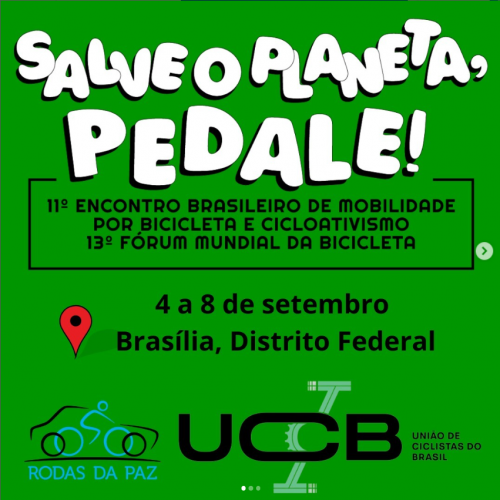 SALVE O PLANETA,
PEDALE!
11º ENCONTRO BRASILEIRO DE MOBILIDADE
POR BICICLETA E CICLOATIVISMO
13º FÓRUM MUNDIAL DA BICICLETA
4 a 8 de setembro
Brasília, Distrito Federal
RODAS DA PAZ
UCB
UNIÃO DE
CICLISTAS DO
BRASIL